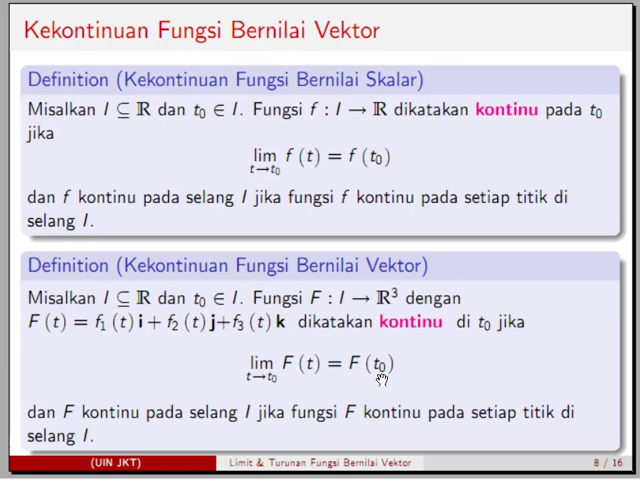 Kekontinuan Fungsi Bernilai Vektor
Definition (Kekontinuan Fungsi Bernilai Skalar)
Misalkan I ⊆ ℝ dan t₀ ∈ I. Fungsi f : I → ℝ dikatakan kontinu pada t₀
jika
lim f (t) = f (t₀)
t→t₀
dan f kontinu pada selang I jika fungsi f kontinu pada setiap titik di
selang I.
Definition (Kekontinuan Fungsi Bernilai Vektor)
Misalkan I ⊆ ℝ dan t₀ ∈ I. Fungsi F : I → ℝ³ dengan
F (t) = f₁ (t) i + f₂ (t) j+f₃ (t) k dikatakan kontinu di t₀ jika
lim F (t) = F (t₀)
t→t₀
dan F kontinu pada selang I jika fungsi F kontinu pada setiap titik di
selang I.
(UIN JKT) Limit & Turunan Fungsi Bernilai Vektor 8 / 16